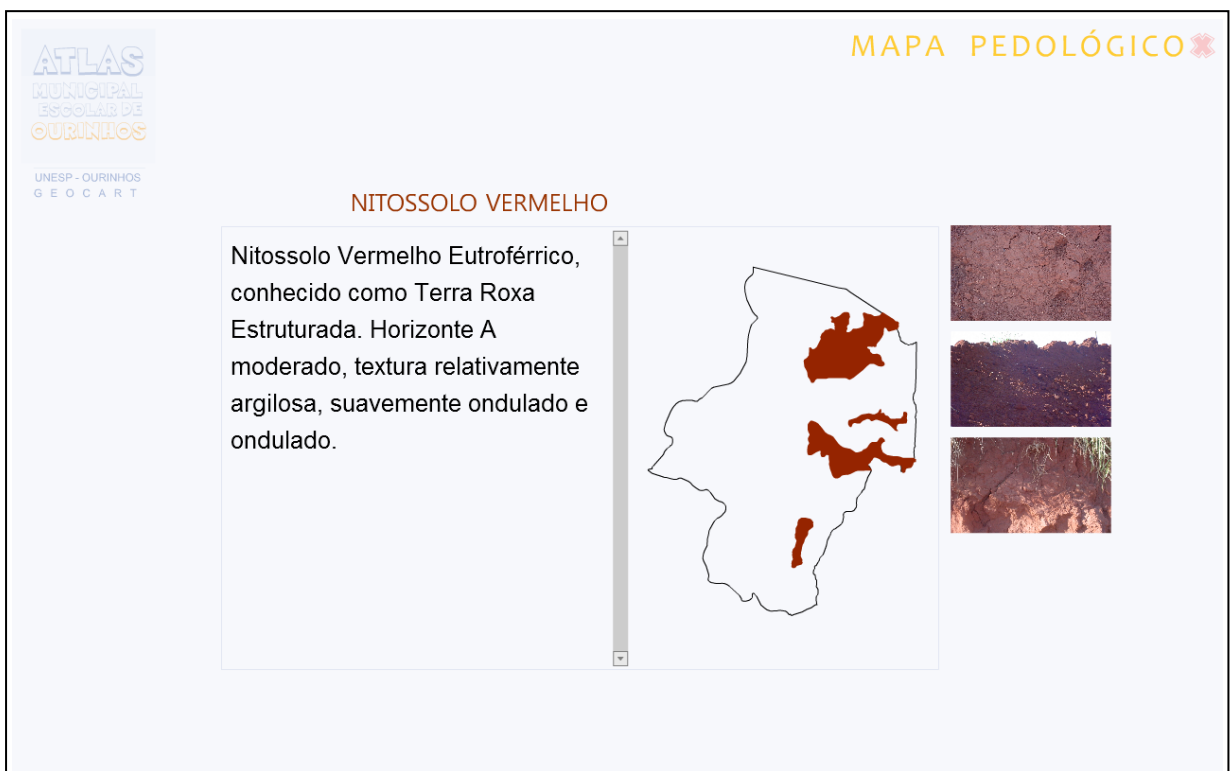 ATLAS
MUNICIPAL
ESCOLAR DE
OURINHOS
UNESP - OURINHOS
GEOCART
MAPA PEDOLÓGICO
NITOSSOLO VERMELHO
Nitossolo Vermelho Eutroférrico,
conhecido como Terra Roxa
Estruturada. Horizonte A
moderado, textura relativamente
argilosa, suavemente ondulado e
ondulado.